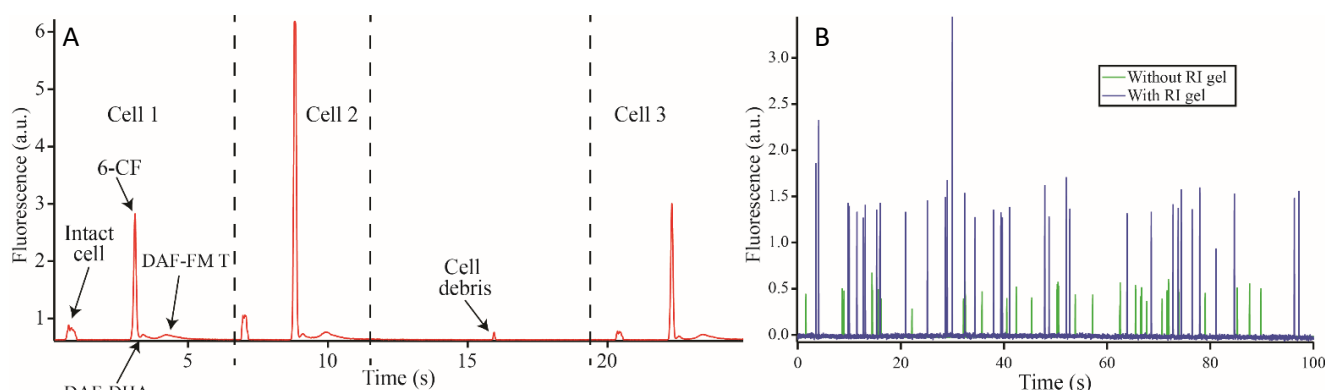 A
Fluorescence (a.u.)
6
5
4
3
2
1
Cell 1
Cell 2
Cell 3
6-CF
Intact
cell
DAF-FM T
Cell
debris
5
10
15
20
Time (s)
B
Fluorescence (a.u.)
3.0
2.5
2.0
1.5
1.0
0.5
0.0
Without RI gel
With RI gel
0
20
40
60
80
100
Time (s)